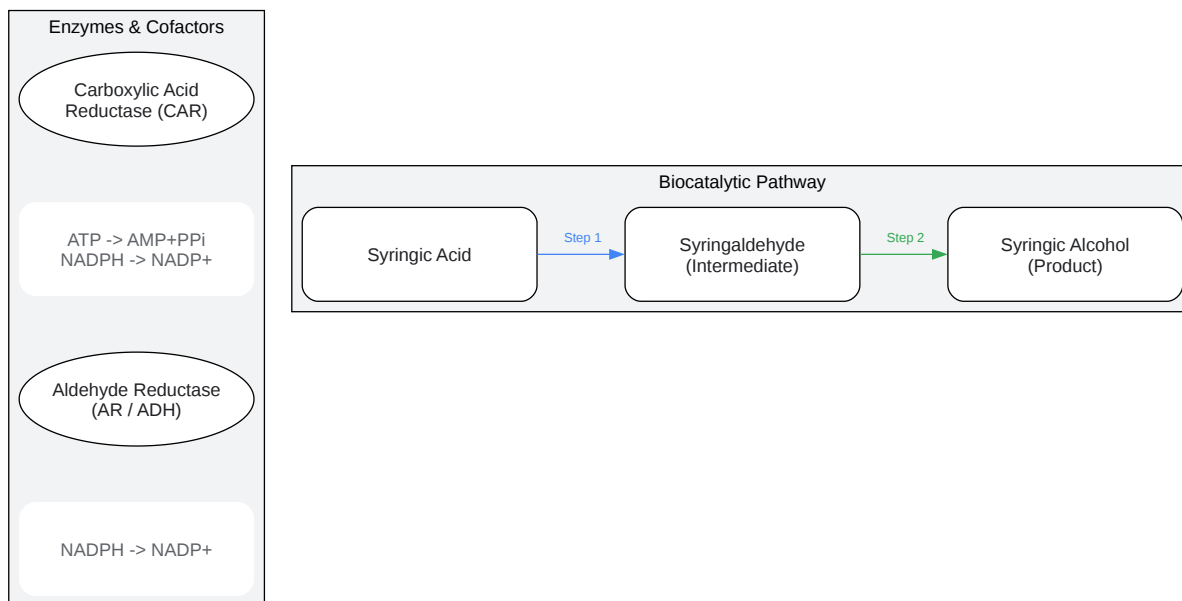 Enzymes & Cofactors
Carboxylic Acid
Reductase (CAR)
ATP -> AMP+PPi
NADPH -> NADP+
Aldehyde Reductase
(AR / ADH)
NADPH -> NADP+
Biocatalytic Pathway
Syringic Acid
Step 1
Syringaldehyde
(Intermediate)
Step 2
Syringic Alcohol
(Product)